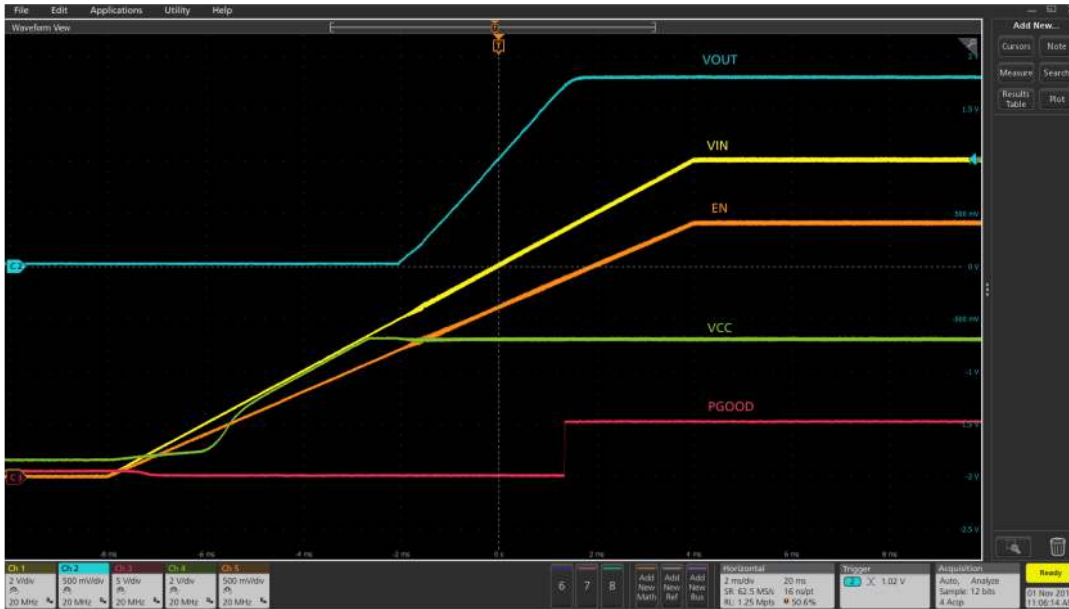 File Edit Applications Utility Help
Waveform View
Add New...
Cursors Note
Measure Search
Results Table Plot
T
2 V
1.5 V
500 mV
0 V
-500 mV
-1 V
-1.5 V
-2 V
-2.5 V
VOUT
VIN
EN
VCC
PGOOD
C 2
C 3
-8 ms -6 ms -4 ms -2 ms 0 s 2 ms 4 ms 6 ms 8 ms
Ch 1 Ch 2 Ch 3 Ch 4 Ch 5
2 V/div 500 mV/div 5 V/div 2 V/div 500 mV/div
20 MHz 20 MHz 20 MHz 20 MHz 20 MHz
6 7 8
Add New Math Add New Ref Add New Bus
Horizontal
2 ms/div 20 ms
SR: 62.5 MS/s 16 ns/pt
RL: 1.25 Mpts 50.6%
Trigger
2 1.02 V
Acquisition
Auto, Analyze
Sample: 12 bits
4 Acqs
Ready
01 Nov